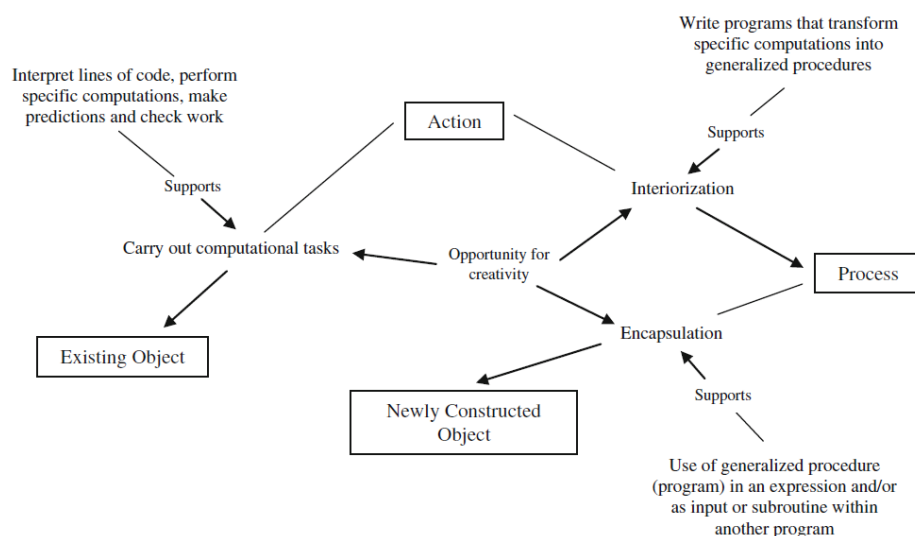 Write programs that transform
specific computations into
generalized procedures
Interpret lines of code, perform
specific computations, make
predictions and check work
Action
Supports
Supports
Interiorization
Carry out computational tasks
Opportunity for
creativity
Process
Encapsulation
Existing Object
Newly Constructed
Object
Supports
Use of generalized procedure
(program) in an expression and/or
as input or subroutine within
another program